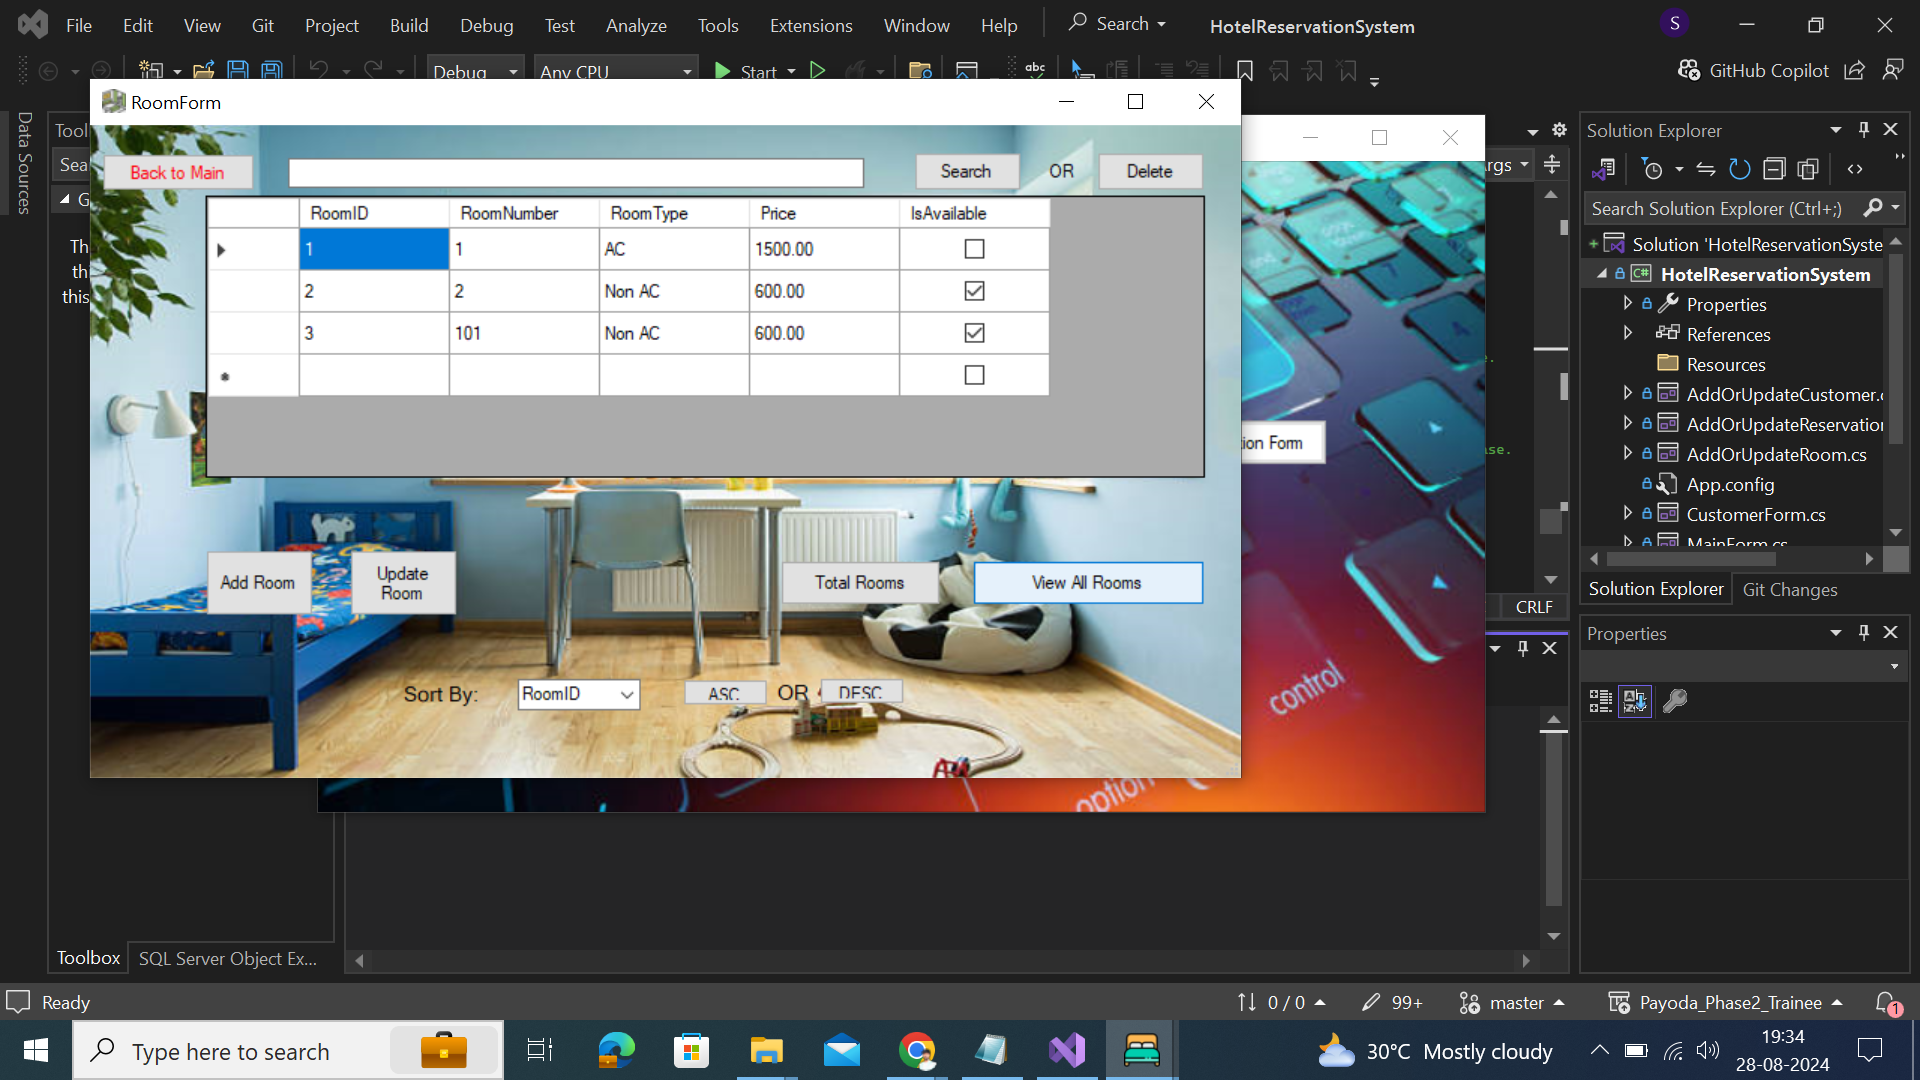 File Edit View Git Project Build Debug Test Analyze Tools Extensions Window Help Search HotelReservationSystem S
Debug Any CPU Start abc GitHub Copilot
RoomForm
Data Sources
Tool
Sea
G
Th
th
this
Back to Main Search OR Delete
RoomID RoomNumber RoomType Price IsAvailable
1 1 AC 1500.00
2 2 Non AC 600.00
3 101 Non AC 600.00
Add Room Update Room Total Rooms View All Rooms
Sort By: RoomID ASC OR DESC
rgs
tion Form
ase.
control
option
CRLF
Solution Explorer
Search Solution Explorer (Ctrl+;)
Solution 'HotelReservationSyste
C# HotelReservationSystem
Properties
References
Resources
AddOrUpdateCustomer.c
AddOrUpdateReservation
AddOrUpdateRoom.cs
App.config
CustomerForm.cs
MainForm.cs
Solution Explorer Git Changes
Properties
Toolbox SQL Server Object Ex...
Ready 0 / 0 99+ master Payoda_Phase2_Trainee 1
Type here to search 30°C Mostly cloudy 19:34
28-08-2024